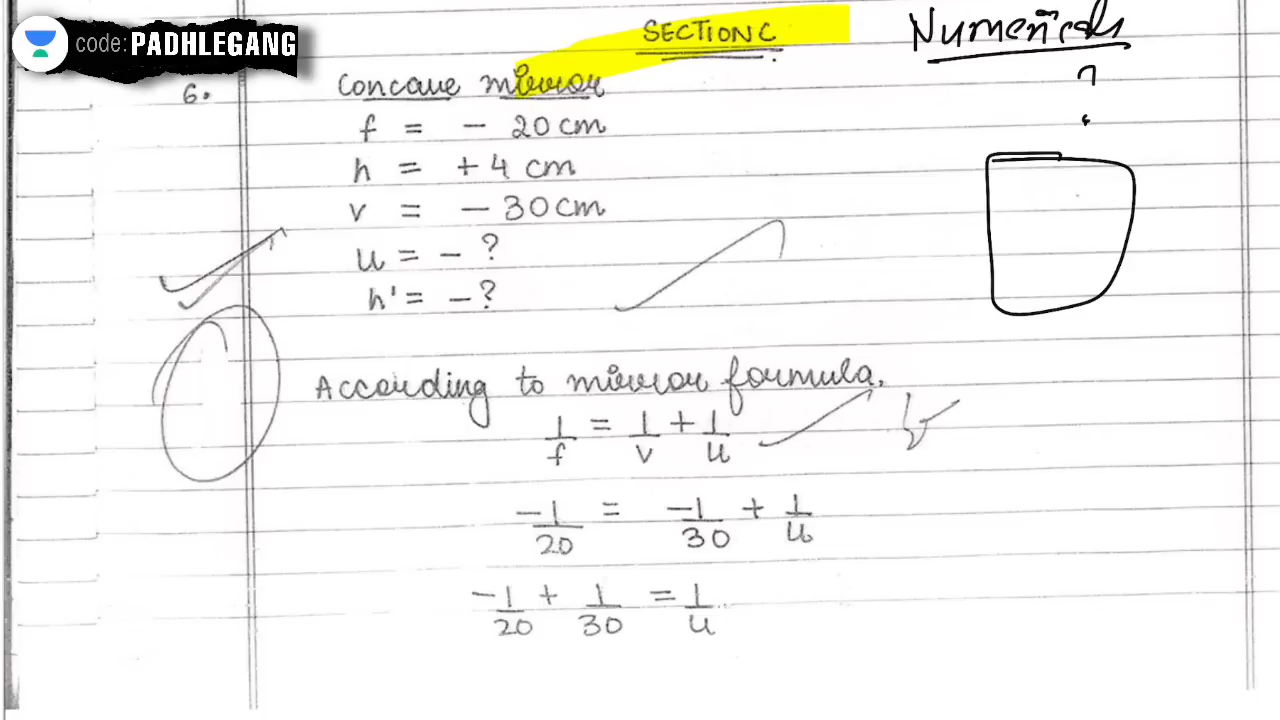 code: PADHLEGANG
SECTION C
Numericals
6. Concave mirror
f = - 20 cm
h = + 4 cm
v = - 30 cm
u = - ?
h' = - ?
According to mirror formula.
1/f = 1/v + 1/u
-1/20 = -1/30 + 1/u
-1/20 + 1/30 = 1/u